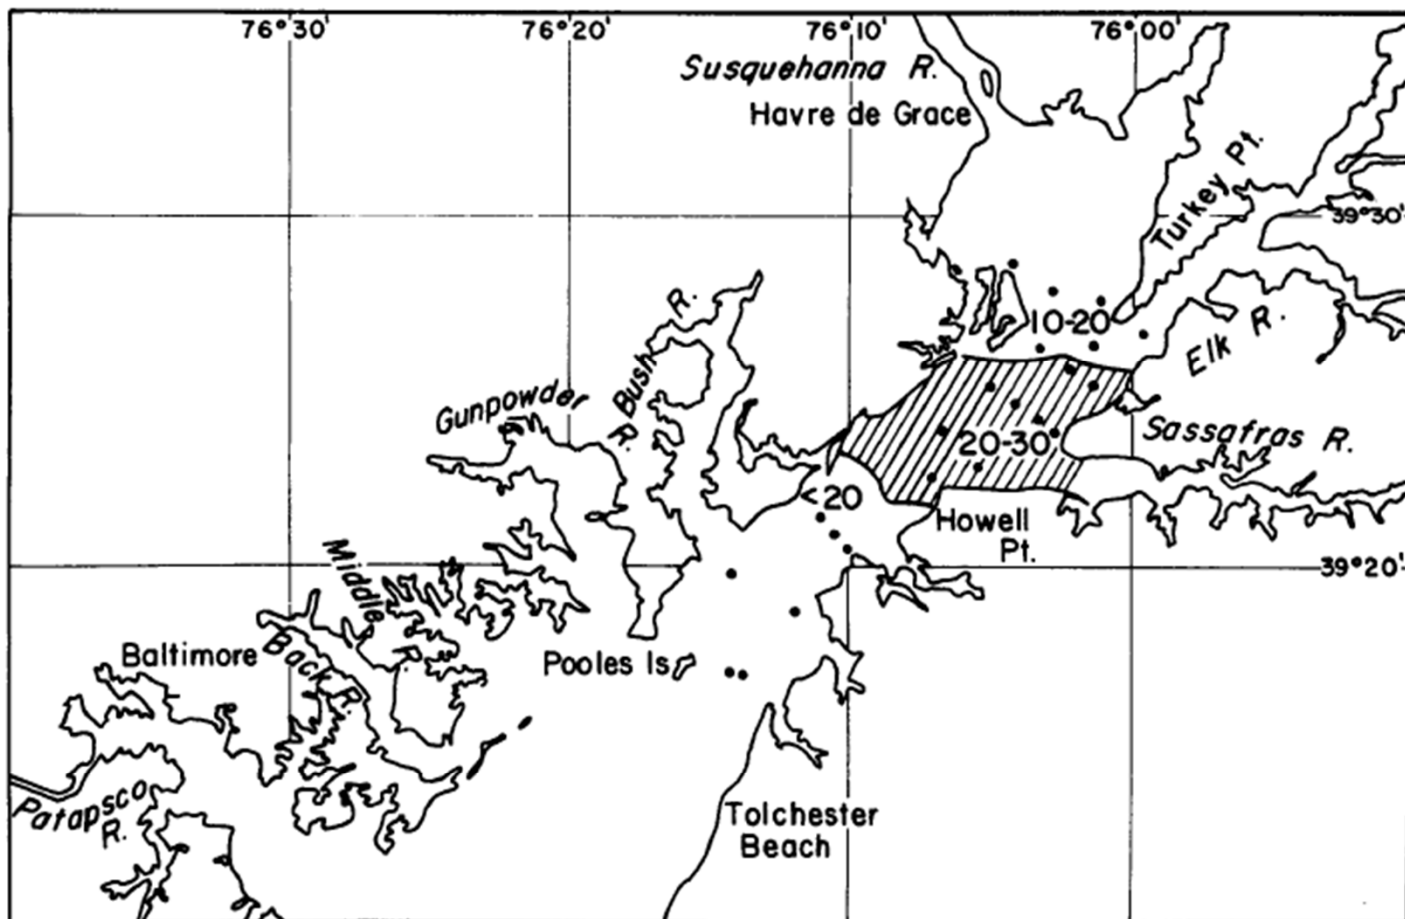 76°30'
76°20'
76°10'
76°00'
Susquehanna R.
Havre de Grace
Turkey Pt.
39°30'
R.
Bush
10-20
Elk R.
Gunpowder
R.
20-30
Sassafras R.
<20
Howell
Pt.
39°20'
Middle
R.
Baltimore
Back R.
Pooles Is
Patapsco
R.
Tolchester
Beach